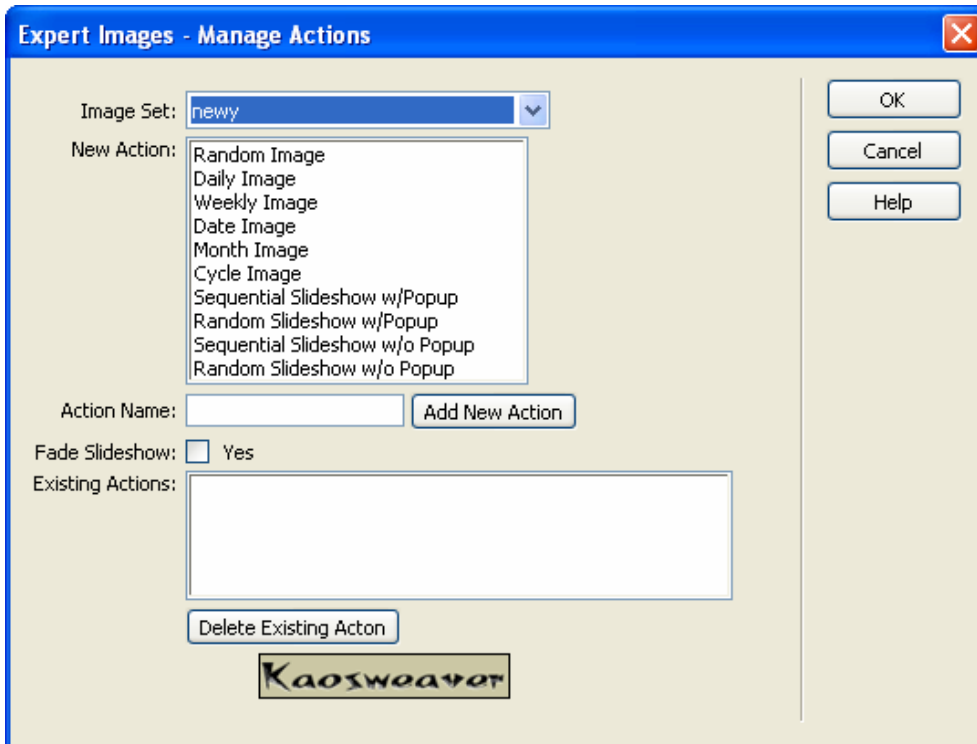 Expert Images - Manage Actions
Image Set: newy
OK
New Action:
Random Image
Daily Image
Weekly Image
Date Image
Month Image
Cycle Image
Sequential Slideshow w/Popup
Random Slideshow w/Popup
Sequential Slideshow w/o Popup
Random Slideshow w/o Popup
Cancel
Help
Action Name: Add New Action
Fade Slideshow: Yes
Existing Actions:
Delete Existing Acton
Kaosweaver